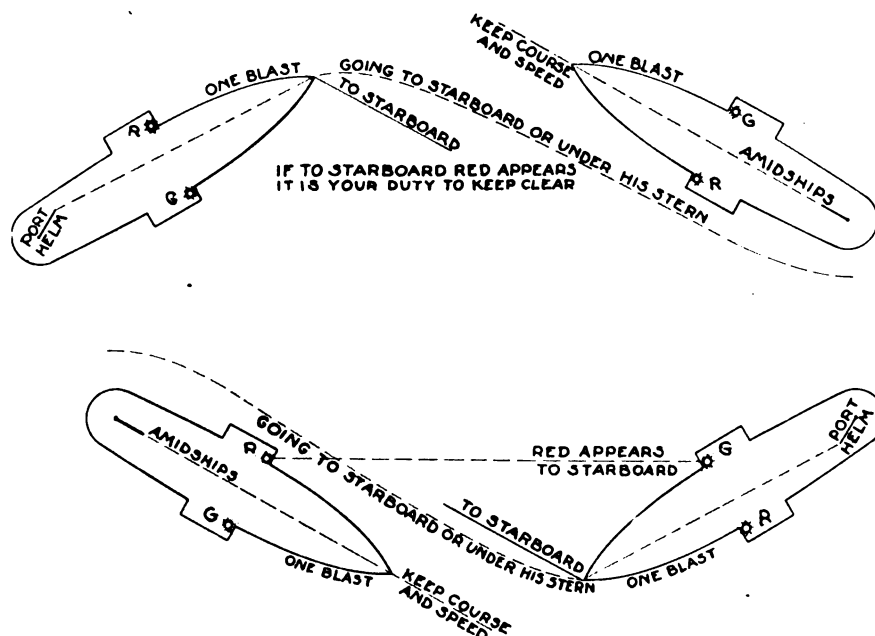 ONE BLAST
R
G
PORT
HELM
GOING TO STARBOARD OR UNDER HIS STERN
TO STARBOARD
KEEP COURSE
AND SPEED
ONE BLAST
G
R
AMIDSHIPS
IF TO STARBOARD RED APPEARS
IT IS YOUR DUTY TO KEEP CLEAR
AMIDSHIPS
R
G
ONE BLAST
KEEP COURSE
AND SPEED
GOING TO STARBOARD OR UNDER HIS STERN
TO STARBOARD
RED APPEARS
TO STARBOARD
G
R
ONE BLAST
PORT
HELM